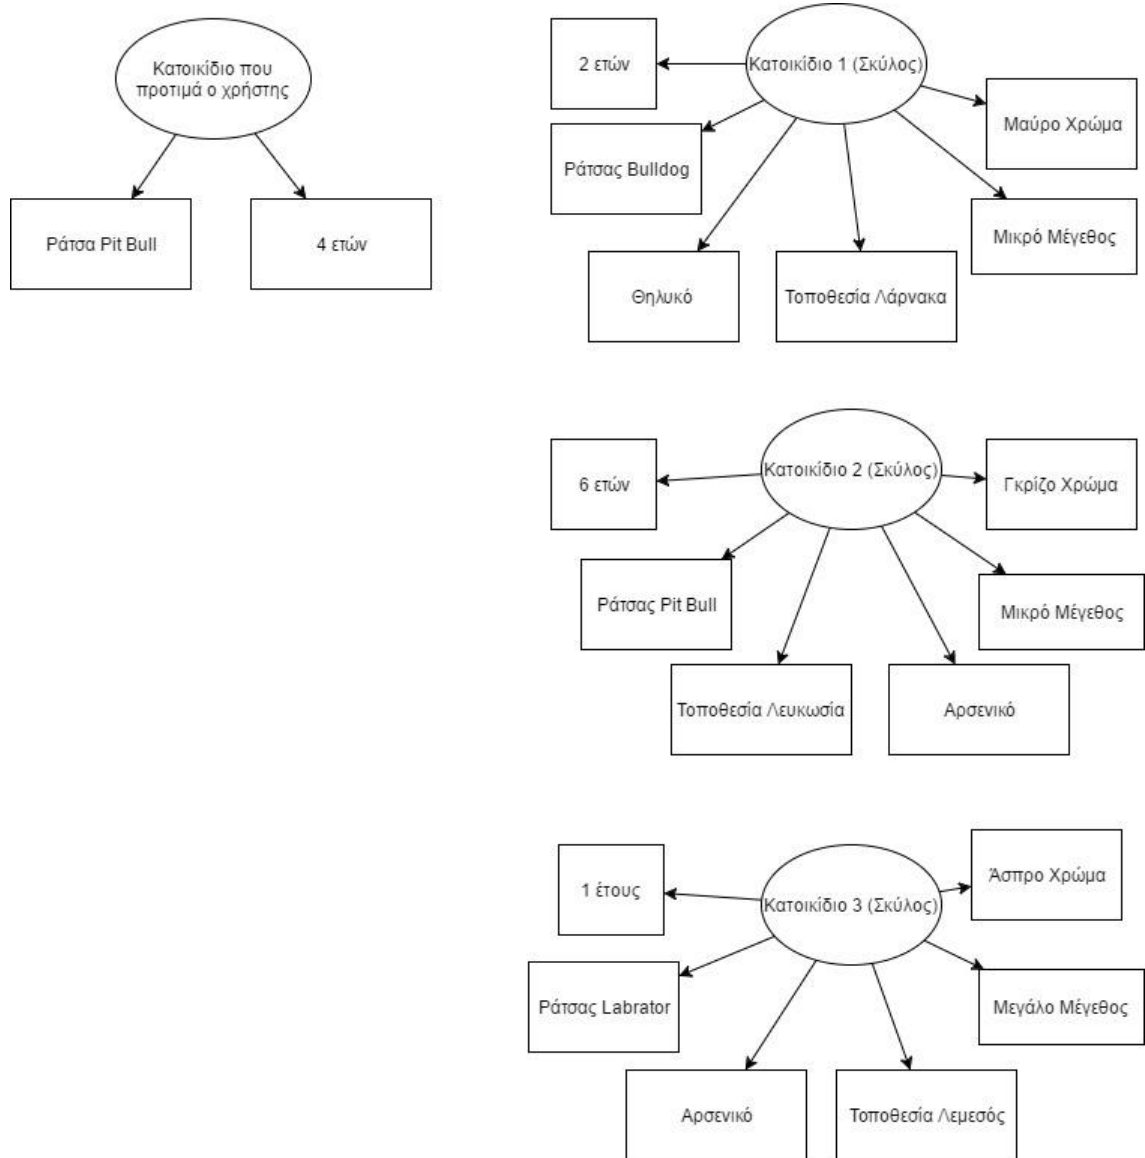 Κατοικίδιο που
προτιμά ο χρήστης
Ράτσα Pit Bull
4 ετών
Κατοικίδιο 1 (Σκύλος)
2 ετών
Μαύρο Χρώμα
Ράτσας Bulldog
Μικρό Μέγεθος
Θηλυκό
Τοποθεσία Λάρνακα
Κατοικίδιο 2 (Σκύλος)
6 ετών
Γκρίζο Χρώμα
Ράτσας Pit Bull
Μικρό Μέγεθος
Τοποθεσία Λευκωσία
Αρσενικό
Κατοικίδιο 3 (Σκύλος)
1 έτους
Άσπρο Χρώμα
Ράτσας Labrator
Μεγάλο Μέγεθος
Αρσενικό
Τοποθεσία Λεμεσός